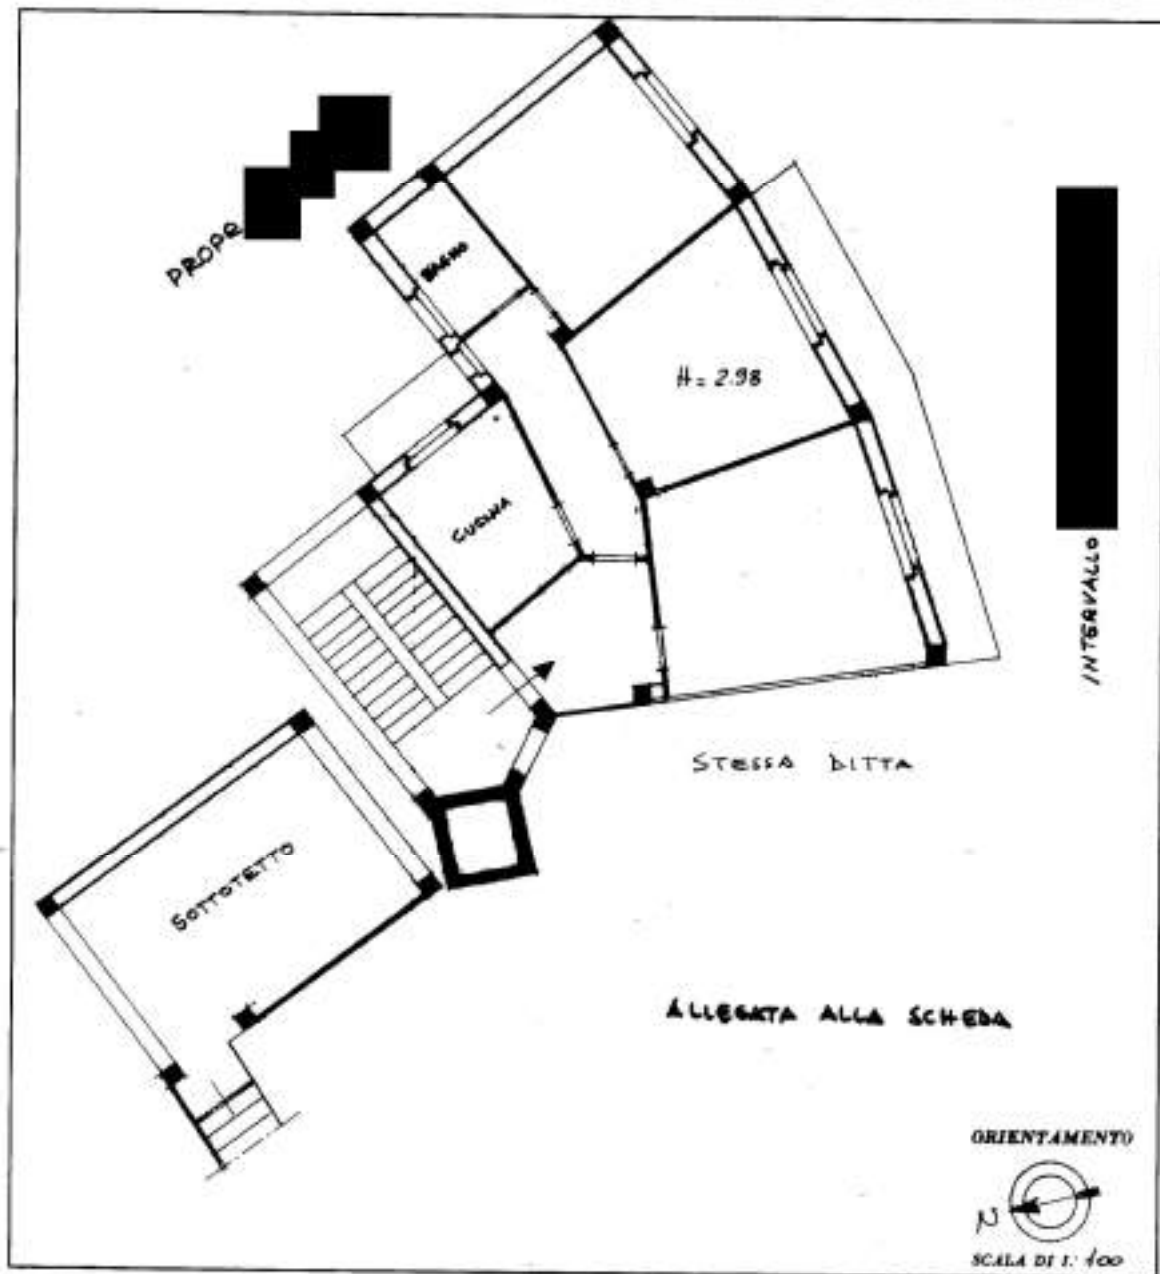 PROPR
BAGNO
H = 2.98
CUCINA
INTERVALLO
STESSA DITTA
SOTTOTETTO
ALLEGATA ALLA SCHEDA
ORIENTAMENTO
N
SCALA DI 1: 100